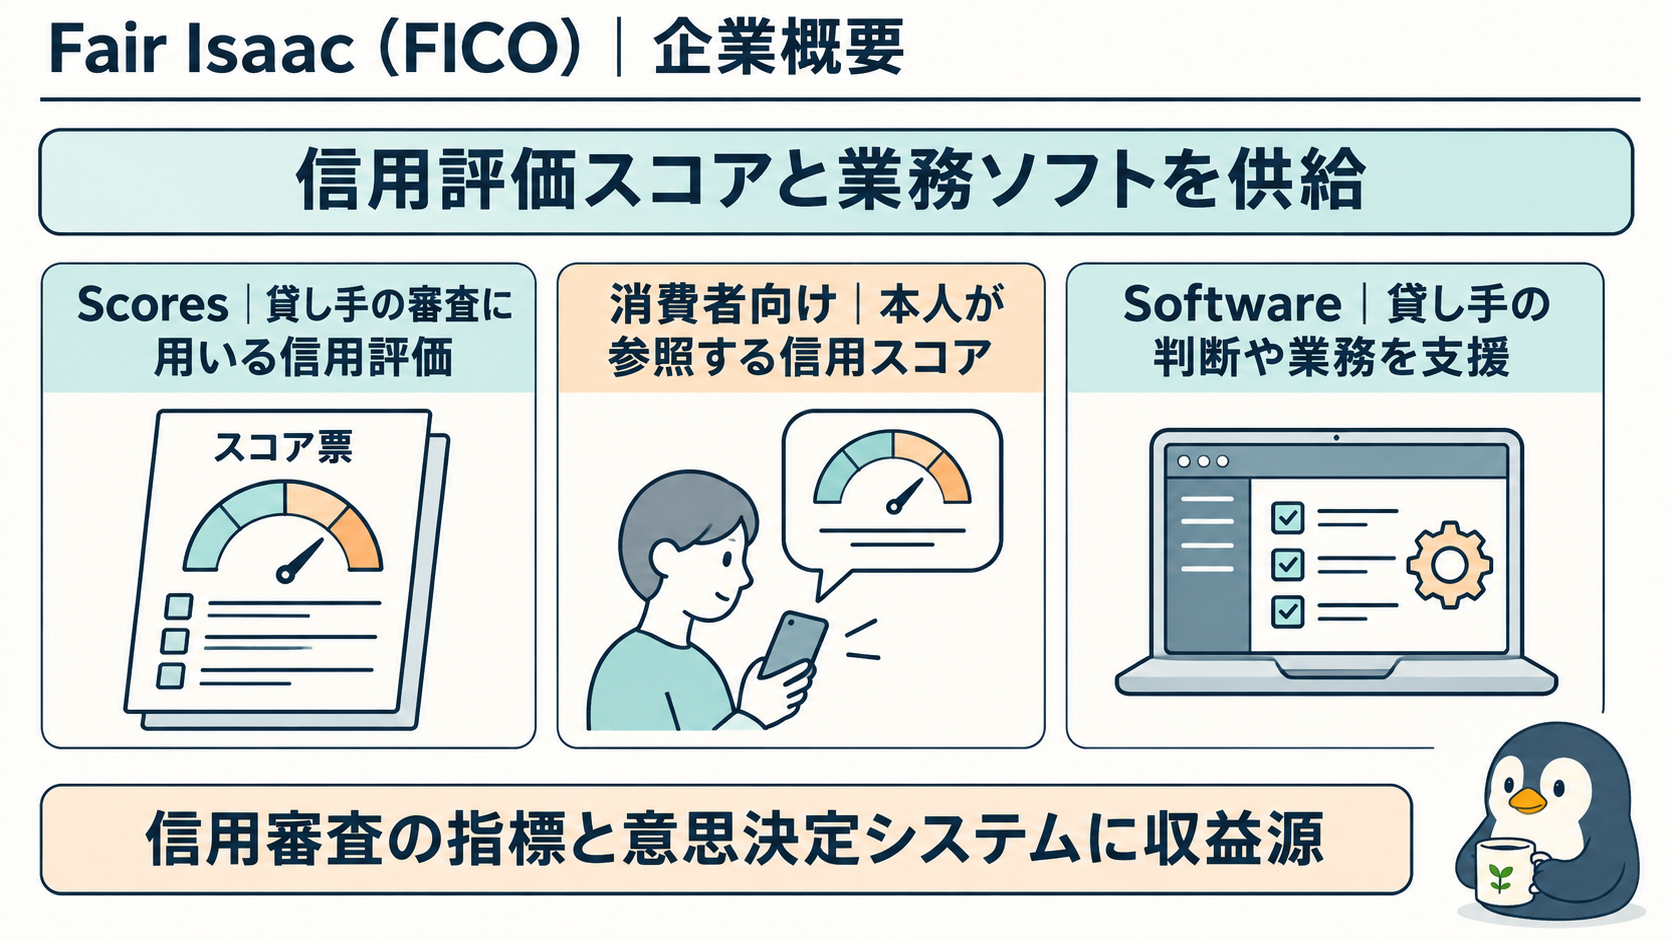 Fair Isaac（FICO）｜企業概要
信用評価スコアと業務ソフトを供給
Scores｜貸し手の審査に
用いる信用評価
スコア票
消費者向け｜本人が
参照する信用スコア
Software｜貸し手の
判断や業務を支援
信用審査の指標と意思決定システムに収益源